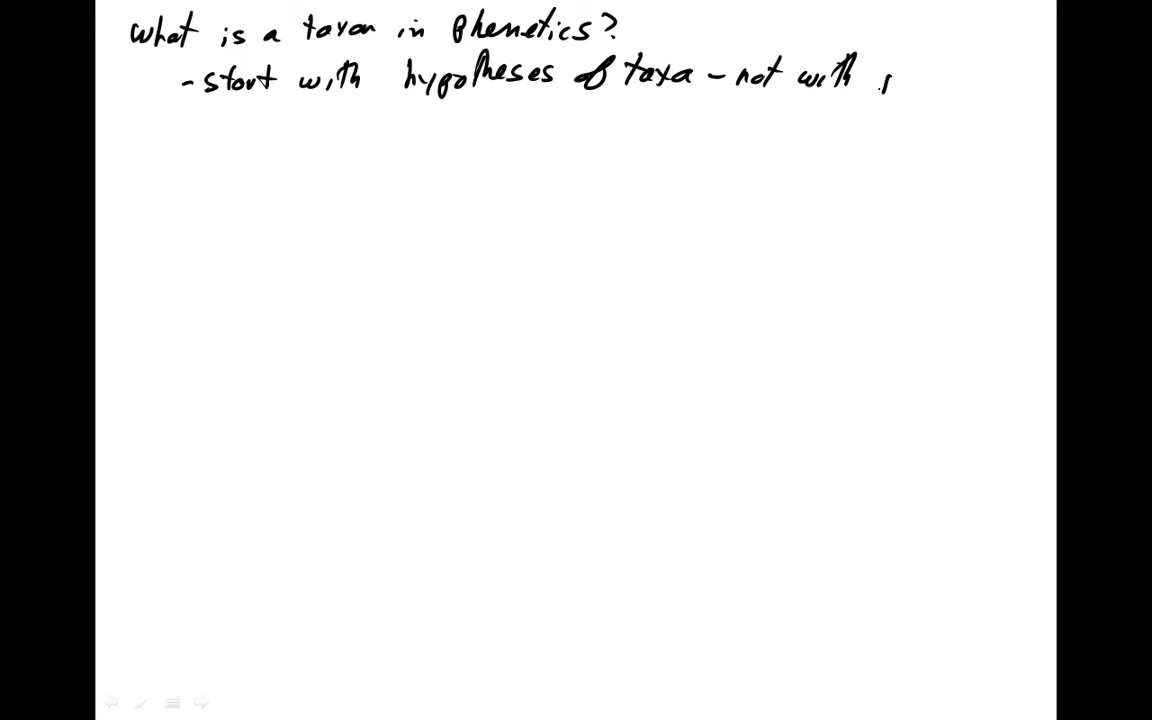 What is a taxon in Phenetics?
- start with hypotheses of taxa - not with